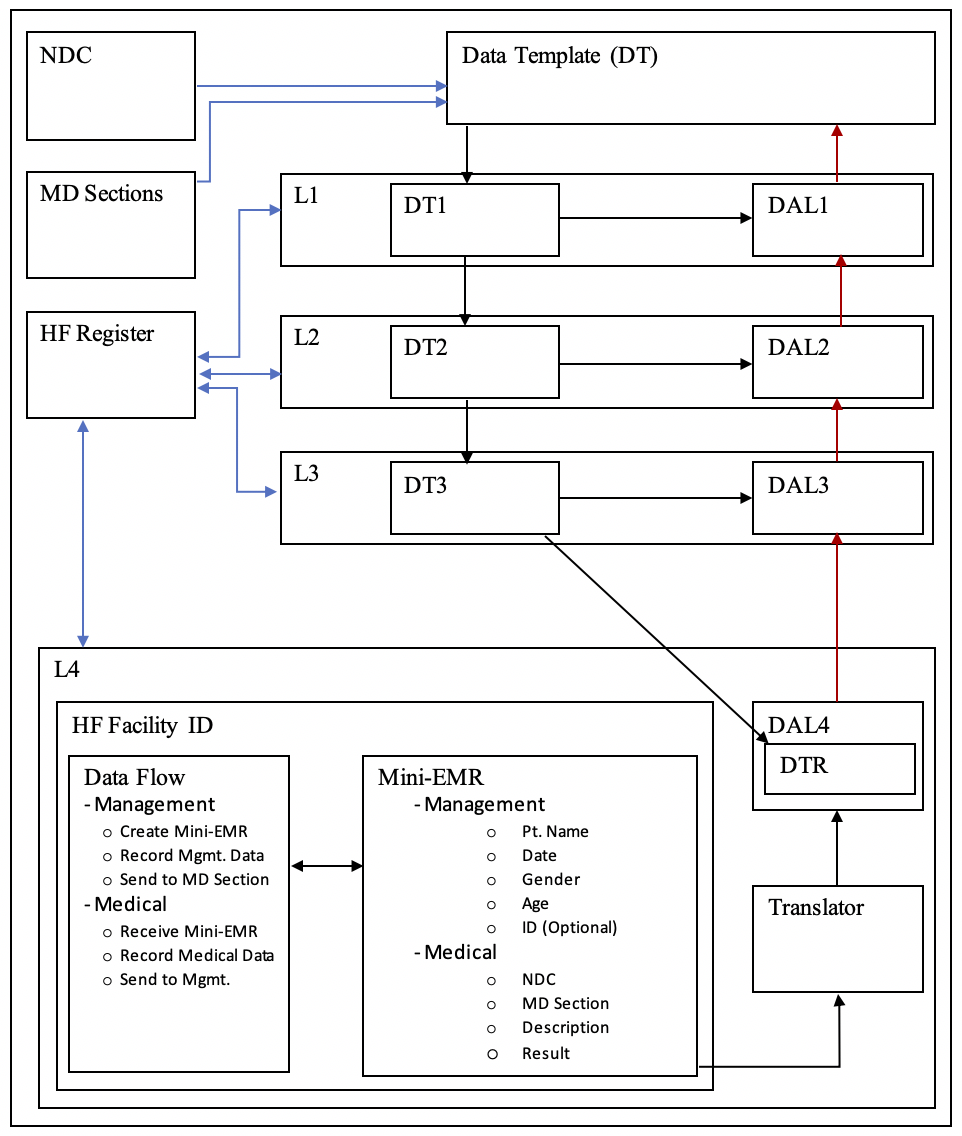 NDC
Data Template (DT)
MD Sections
L1
DT1
DAL1
HF Register
L2
DT2
DAL2
L3
DT3
DAL3
L4
HF Facility ID
Data Flow
- Management
o Create Mini-EMR
o Record Mgmt. Data
o Send to MD Section
- Medical
o Receive Mini-EMR
o Record Medical Data
o Send to Mgmt.
Mini-EMR
- Management
o Pt. Name
o Date
o Gender
o Age
o ID (Optional)
- Medical
o NDC
o MD Section
o Description
o Result
DAL4
DTR
Translator